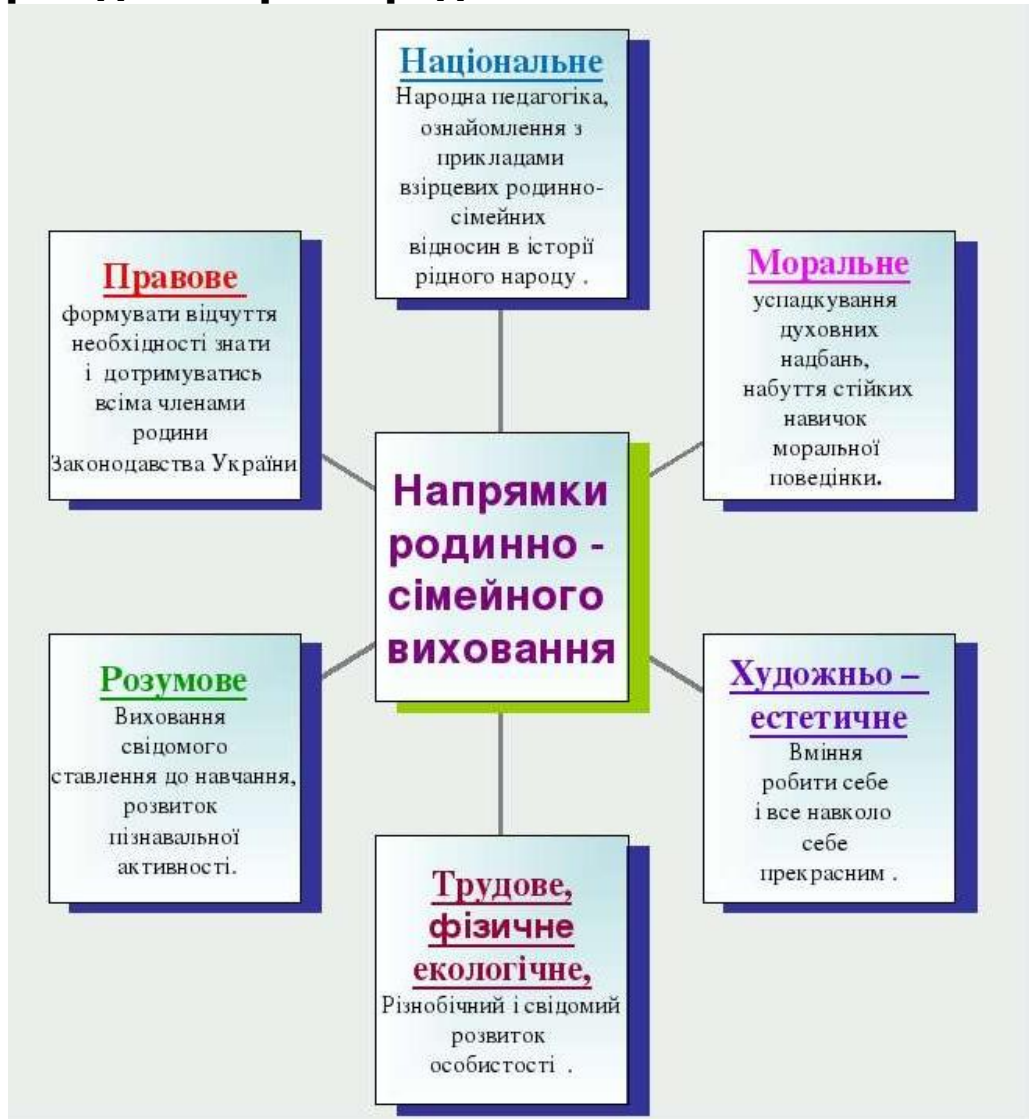 Національне
Народна педагогіка,
ознайомлення з
прикладами
взірцевих родинно-
сімейних
відносин в історії
рідного народу .
Правове
формувати відчуття
необхідності знати
і дотримуватись
всіма членами
родини
Законодавства України
Моральне
успадкування
духовних
надбань,
набуття стійких
навичок
моральної
поведінки.
Напрямки
родинно -
сімейного
виховання
Розумове
Виховання
свідомого
ставлення до навчання,
розвиток
пізнавальної
активності.
Художньо –
естетичне
Вміння
робити себе
і все навколо
себе
прекрасним .
Трудове,
фізичне
екологічне,
Різнобічний і свідомий
розвиток
особистості .